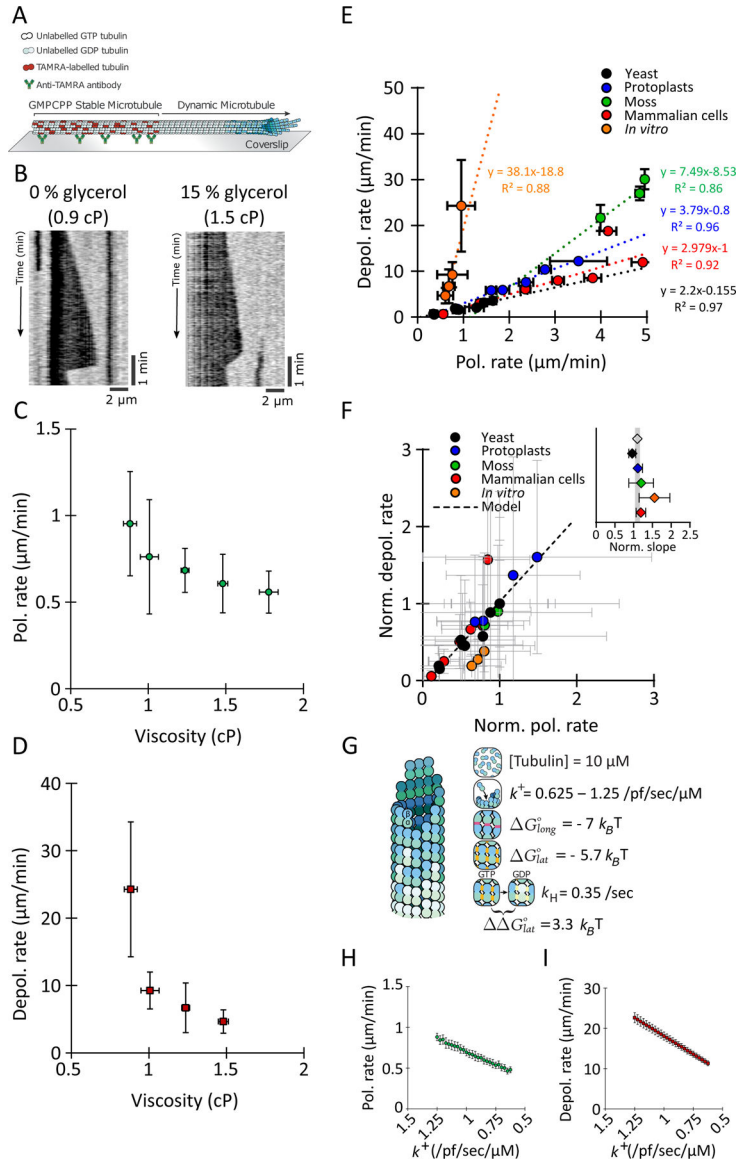 A
Unlabelled GTP tubulin
Unlabelled GDP tubulin
TAMRA-labelled tubulin
Anti-TAMRA antibody
GMPCPP Stable Microtubule
Dynamic Microtubule
Coverslip
B
0 % glycerol
(0.9 cP)
15 % glycerol
(1.5 cP)
Time (min)
Time (min)
1 min
1 min
2 µm
2 µm
C
Pol. rate (µm/min)
1.5
1
0.5
0
0.5
1
1.5
2
Viscosity (cP)
D
Depol. rate (µm/min)
40
30
20
10
0
0.5
1
1.5
2
Viscosity (cP)
E
Depol. rate (µm/min)
50
40
30
20
10
0
0
1
2
3
4
5
Pol. rate (µm/min)
Yeast
Protoplasts
Moss
Mammalian cells
In vitro
y = 38.1x-18.8
R² = 0.88
y = 7.49x-8.53
R² = 0.86
y = 3.79x-0.8
R² = 0.96
y = 2.979x-1
R² = 0.92
y = 2.2x-0.155
R² = 0.97
F
Norm. depol. rate
3
2
1
0
0
1
2
3
Norm. pol. rate
Yeast
Protoplasts
Moss
Mammalian cells
In vitro
Model
0
0.5
1
1.5
2
2.5
Norm. slope
G
[Tubulin] = 10 µM
k⁺= 0.625 – 1.25 /pf/sec/µM
ΔG°long = - 7 kBT
ΔG°lat = - 5.7 kBT
GTP
GDP
kH = 0.35 /sec
ΔΔG°lat =3.3 kBT
H
Pol. rate (µm/min)
1.5
1
0.5
0
1.5
1.25
1
0.75
0.5
k⁺(/pf/sec/µM)
I
Depol. rate (µm/min)
30
20
10
0
1.5
1.25
1
0.75
0.5
k⁺(/pf/sec/µM)